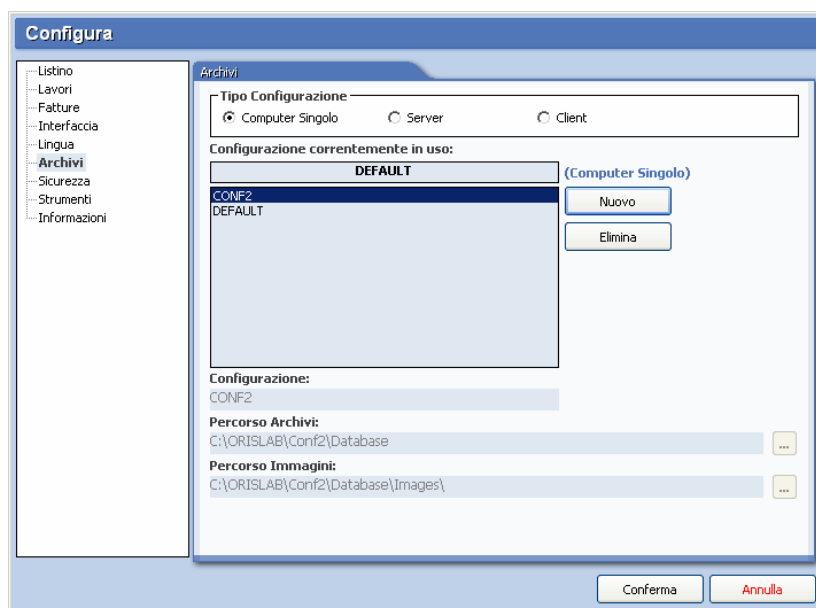 Configura
Listino
Lavori
Fatture
Interfaccia
Lingua
Archivi
Sicurezza
Strumenti
Informazioni
Archivi
Tipo Configurazione
Computer Singolo Server Client
Configurazione correntemente in uso:
DEFAULT (Computer Singolo)
CONF2
DEFAULT
Nuovo
Elimina
Configurazione:
CONF2
Percorso Archivi:
C:\ORISLAB\Conf2\Database ...
Percorso Immagini:
C:\ORISLAB\Conf2\Database\Images\ ...
Conferma Annulla